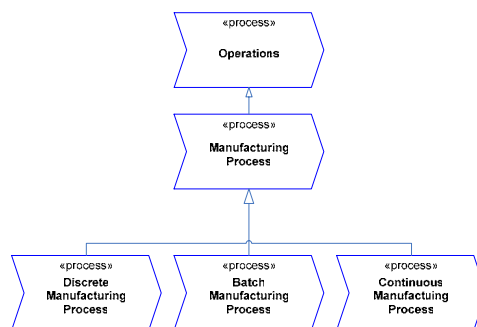 «process»
Operations
«process»
Manufacturing
Process
«process»
Discrete
Manufacturing
Process
«process»
Batch
Manufacturing
Process
«process»
Continuous
Manufactuing
Process